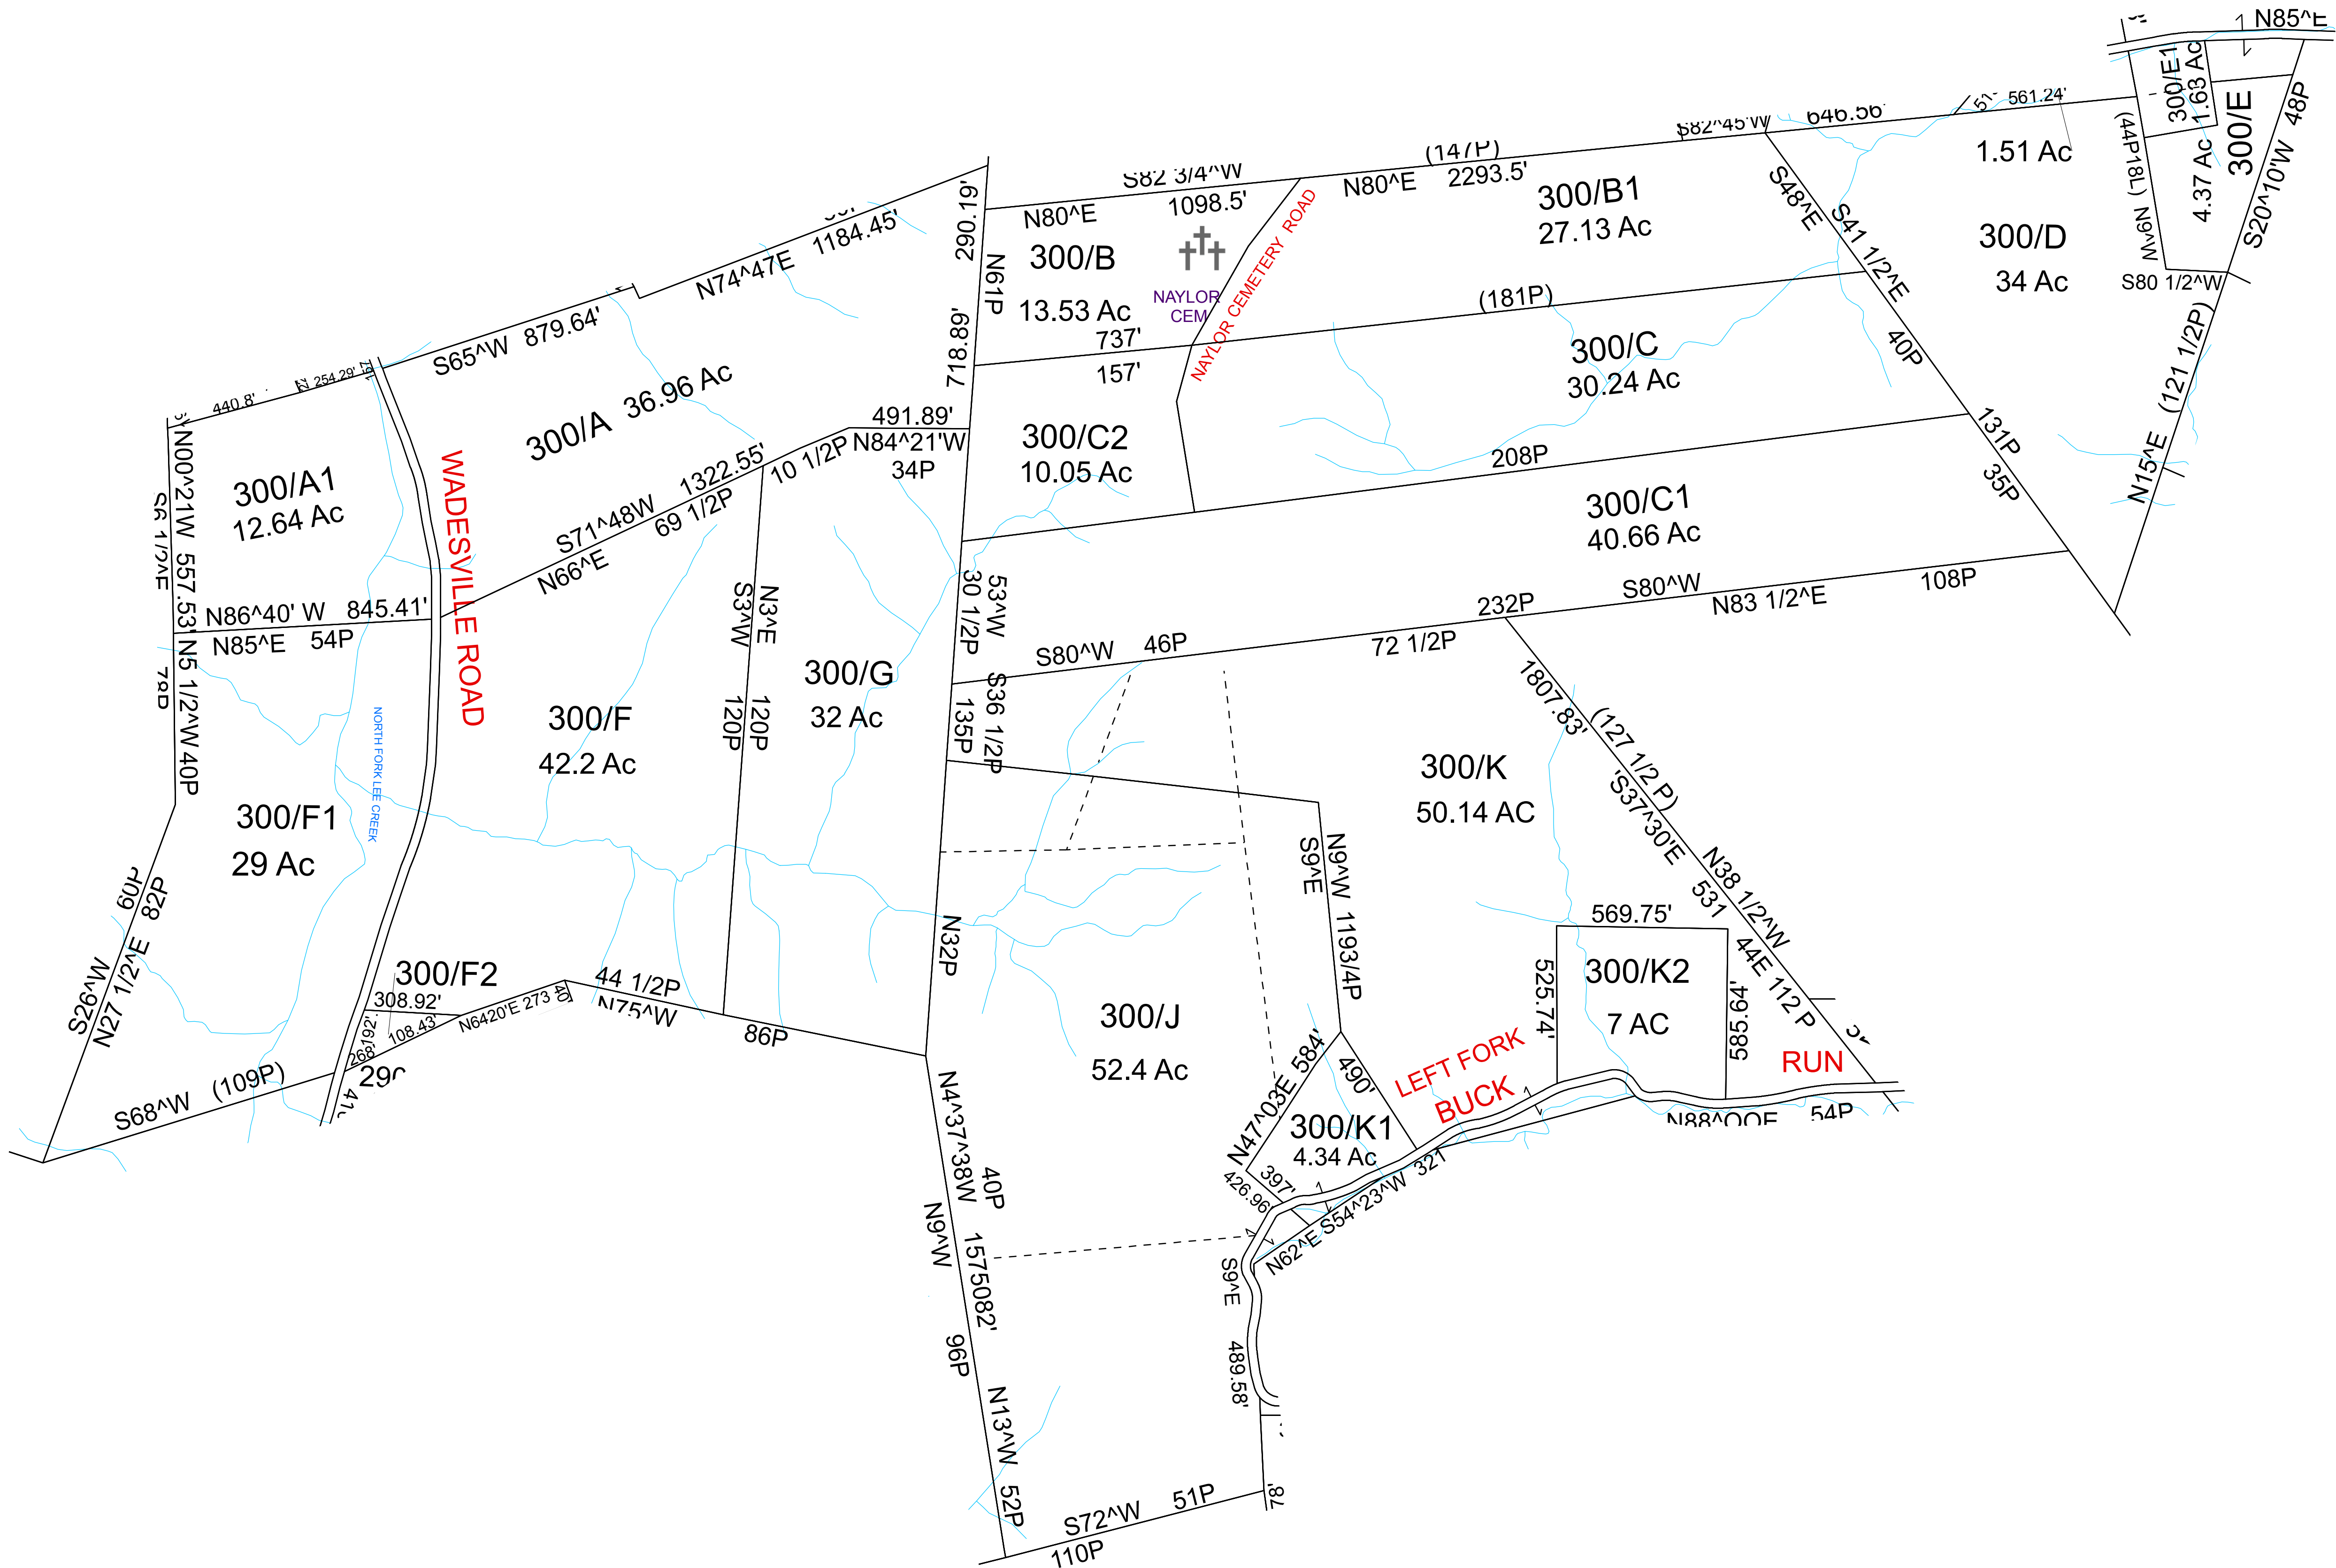 N85^E
300/E1
1.63 Ac
300/E
4.37 Ac
48P
S20^10'W
(44P18L) N9^W
S80 1/2^W
561.24'
646.56'
S82^45'W
1.51 Ac
300/D
34 Ac
(147P)
S82 3/4^W
N80^E 2293.5'
N80^E 1098.5'
300/B1
27.13 Ac
S48^E
S41 1/2^E
40P
300/B
13.53 Ac
NAYLOR
CEM
NAYLOR CEMETERY ROAD
737'
157'
(181P)
300/C
30.24 Ac
290.19'
N61P
718.89'
N74^47E 1184.45'
S65^W 879.64'
254.29'
440.8'
300/A 36.96 Ac
300/A1
12.64 Ac
N00^21W 557.53'
S6 1/2^E
78P
WADESVILLE ROAD
491.89'
N84^21'W
34P
S71^48W 1322.55'
N66^E 69 1/2P
10 1/2P
300/C2
10.05 Ac
208P
300/C1
40.66 Ac
131P
35P
N15^E (121 1/2P)
N86^40' W 845.41'
N85^E 54P
N5 1/2^W 40P
N3^E 120P
S3^W 120P
53^W
30 1/2P
S36 1/2P
135P
S80^W 46P
72 1/2P
232P
S80^W
N83 1/2^E
108P
300/G
32 Ac
300/F
42.2 Ac
NORTH FORK LEE CREEK
300/F1
29 Ac
60P
82P
S26^W
N27 1/2^E
S68^W (109P)
300/F2
308.92'
192'
268'
108.43'
N6420'E 273
40'
44 1/2P
N75^W
86P
N32P
300/K
50.14 AC
1807.83'
(127 1/2 P)
'S37^30'E
531
N38 1/2^W
44E 112 P
N9^W 1193/4P
S9^E
569.75'
525.74'
300/K2
7 AC
585.64'
300/J
52.4 Ac
N47^03E 584'
490'
300/K1
4.34 Ac
397'
426.96'
LEFT FORK
BUCK
RUN
N88^OOE 54P
321
N62^E S54^23^W
N4^37^38W
40P
N9^W
1575082'
96P
N13^W 52P
S9^E
489.58'
S72^W 51P
110P
78'